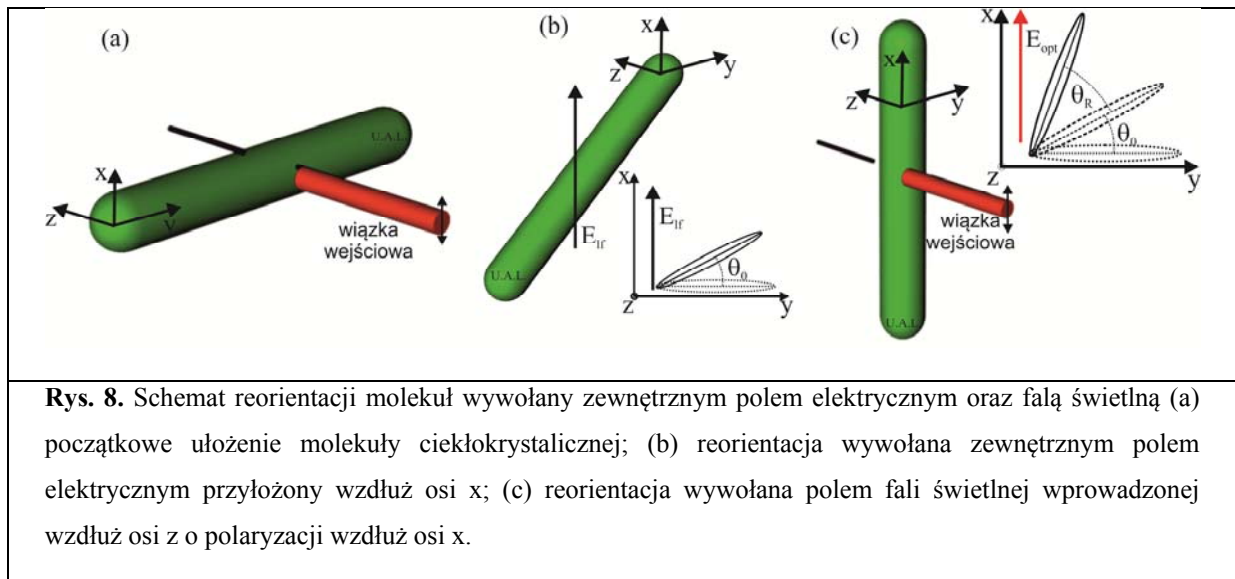 (a)
x
z
y
U.A.L.
wiązka
wejściowa
(b)
x
z
y
E_lf
U.A.L.
x
E_lf
θ_0
z
y
(c)
x
z
y
wiązka
wejściowa
U.A.L.
x
E_opt
θ_R
θ_0
z
y
Rys. 8. Schemat reorientacji molekuł wywołany zewnętrznym polem elektrycznym oraz falą świetlną (a)
początkowe ułożenie molekuły ciekłokrystalicznej; (b) reorientacja wywołana zewnętrznym polem
elektrycznym przyłożony wzdłuż osi x; (c) reorientacja wywołana polem fali świetlnej wprowadzonej
wzdłuż osi z o polaryzacji wzdłuż osi x.